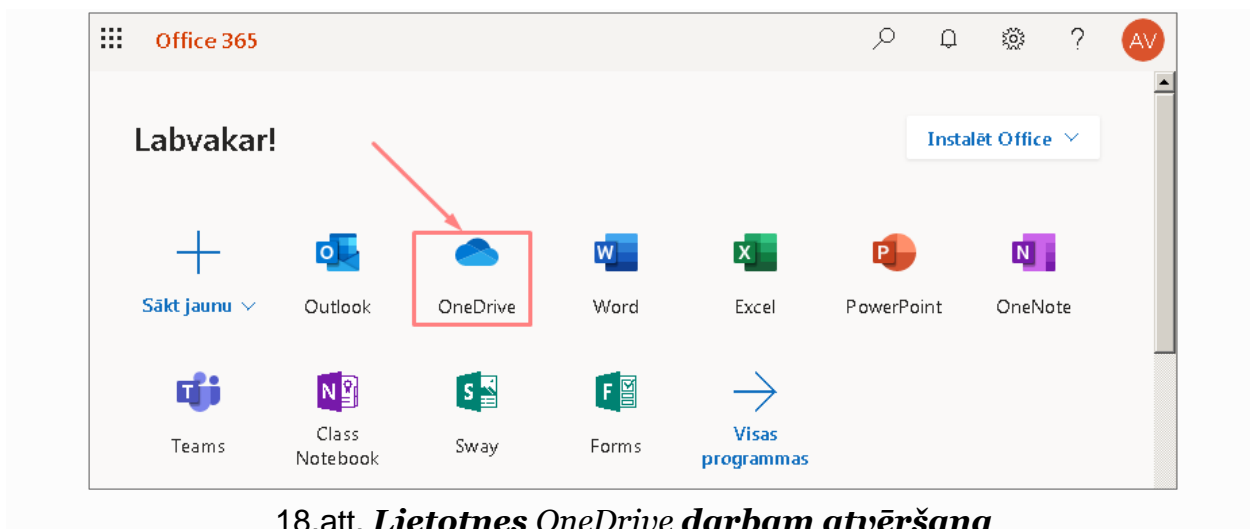 Office 365
?
AV
Labvakar!
Instalēt Office
Sākt jaunu
Outlook
OneDrive
Word
Excel
PowerPoint
OneNote
Teams
Class
Notebook
Sway
Forms
Visas
programmas
18.att. Lietotnes OneDrive darbam atvēršana